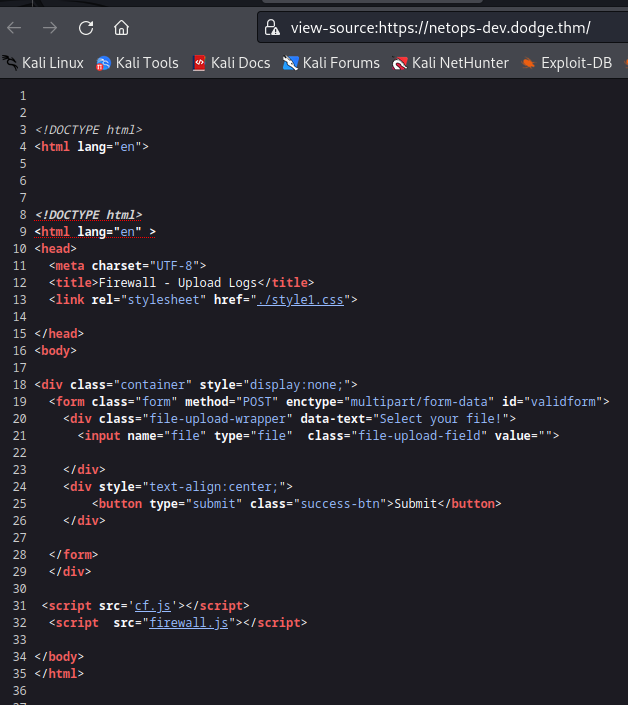 view-source:https://netops-dev.dodge.thm/
Kali Linux Kali Tools Kali Docs Kali Forums Kali NetHunter Exploit-DB
1
2
3 <!DOCTYPE html>
4 <html lang="en">
5
6
7
8 <!DOCTYPE html>
9 <html lang="en" >
10 <head>
11   <meta charset="UTF-8">
12   <title>Firewall - Upload Logs</title>
13   <link rel="stylesheet" href="./style1.css">
14
15 </head>
16 <body>
17
18 <div class="container" style="display:none;">
19   <form class="form" method="POST" enctype="multipart/form-data" id="validform">
20     <div class="file-upload-wrapper" data-text="Select your file!">
21       <input name="file" type="file"  class="file-upload-field" value="">
22
23     </div>
24     <div style="text-align:center;">
25         <button type="submit" class="success-btn">Submit</button>
26     </div>
27
28   </form>
29   </div>
30
31  <script src='cf.js'></script>
32   <script  src="firewall.js"></script>
33
34 </body>
35 </html>
36
37